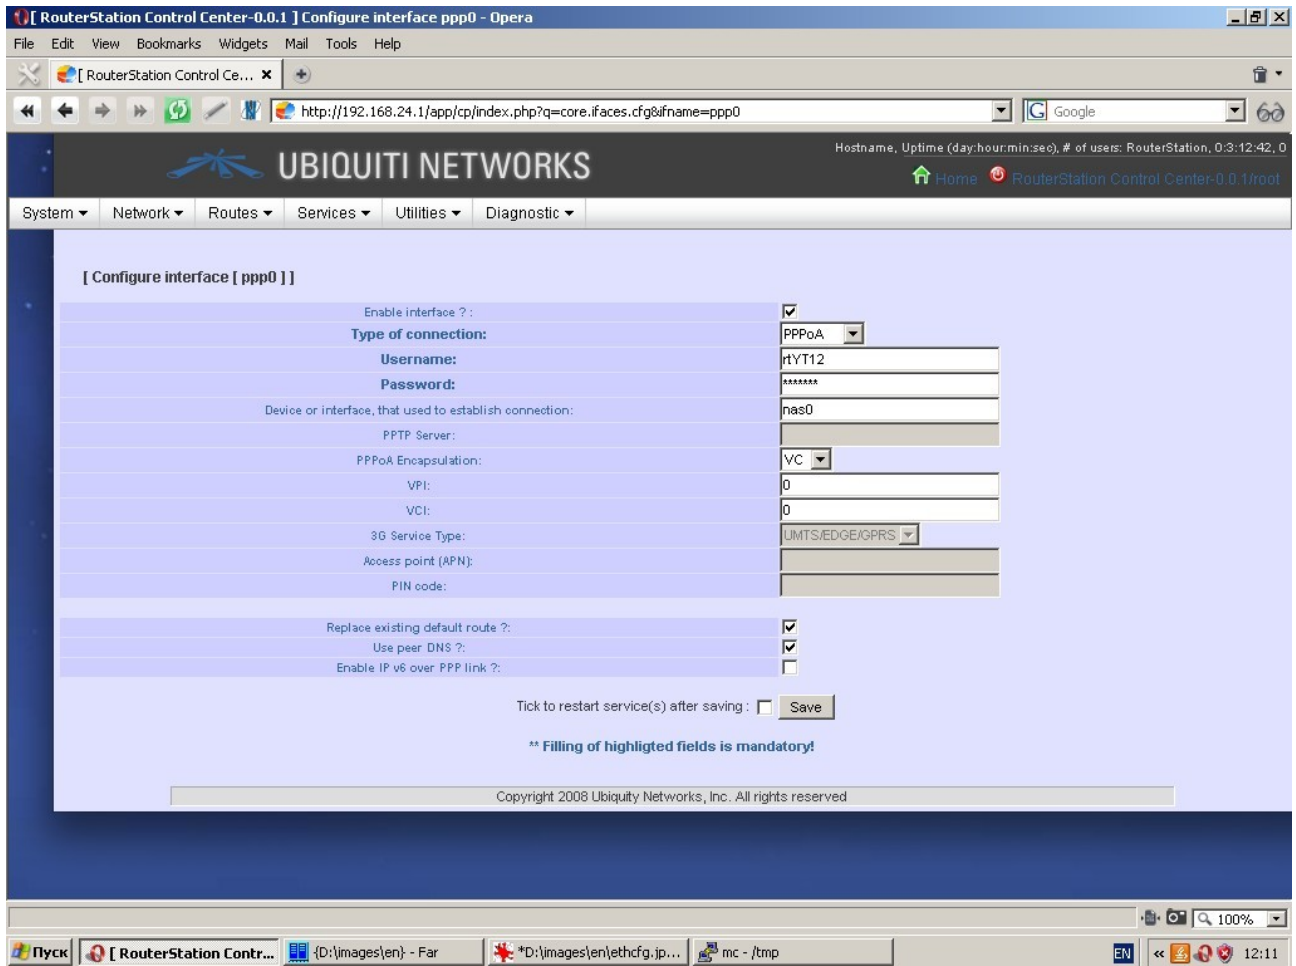 [ RouterStation Control Center-0.0.1 ] Configure interface ppp0 - Opera
File Edit View Bookmarks Widgets Mail Tools Help
[ RouterStation Control Ce...
http://192.168.24.1/app/cp/index.php?q=core.ifaces.cfg&ifname=ppp0 Google
Hostname, Uptime (day:hour:min:sec), # of users: RouterStation, 0:3:12:42, 0
UBIQUITI NETWORKS
Home RouterStation Control Center-0.0.1/root
System Network Routes Services Utilities Diagnostic
[ Configure interface [ ppp0 ] ]
Enable interface ? :
Type of connection: PPPoA
Username: rtYT12
Password: *******
Device or interface, that used to establish connection: nas0
PPTP Server:
PPPoA Encapsulation: VC
VPI: 0
VCI: 0
3G Service Type: UMTS/EDGE/GPRS
Access point (APN):
PIN code:
Replace existing default route ?:
Use peer DNS ?:
Enable IP v6 over PPP link ?:
Tick to restart service(s) after saving : Save
** Filling of highligted fields is mandatory!
Copyright 2008 Ubiquity Networks, Inc. All rights reserved
100%
Пуск [ RouterStation Contr... {D:\images\en} - Far *D:\images\en\ethcfg.jp... mc - /tmp EN « 12:11